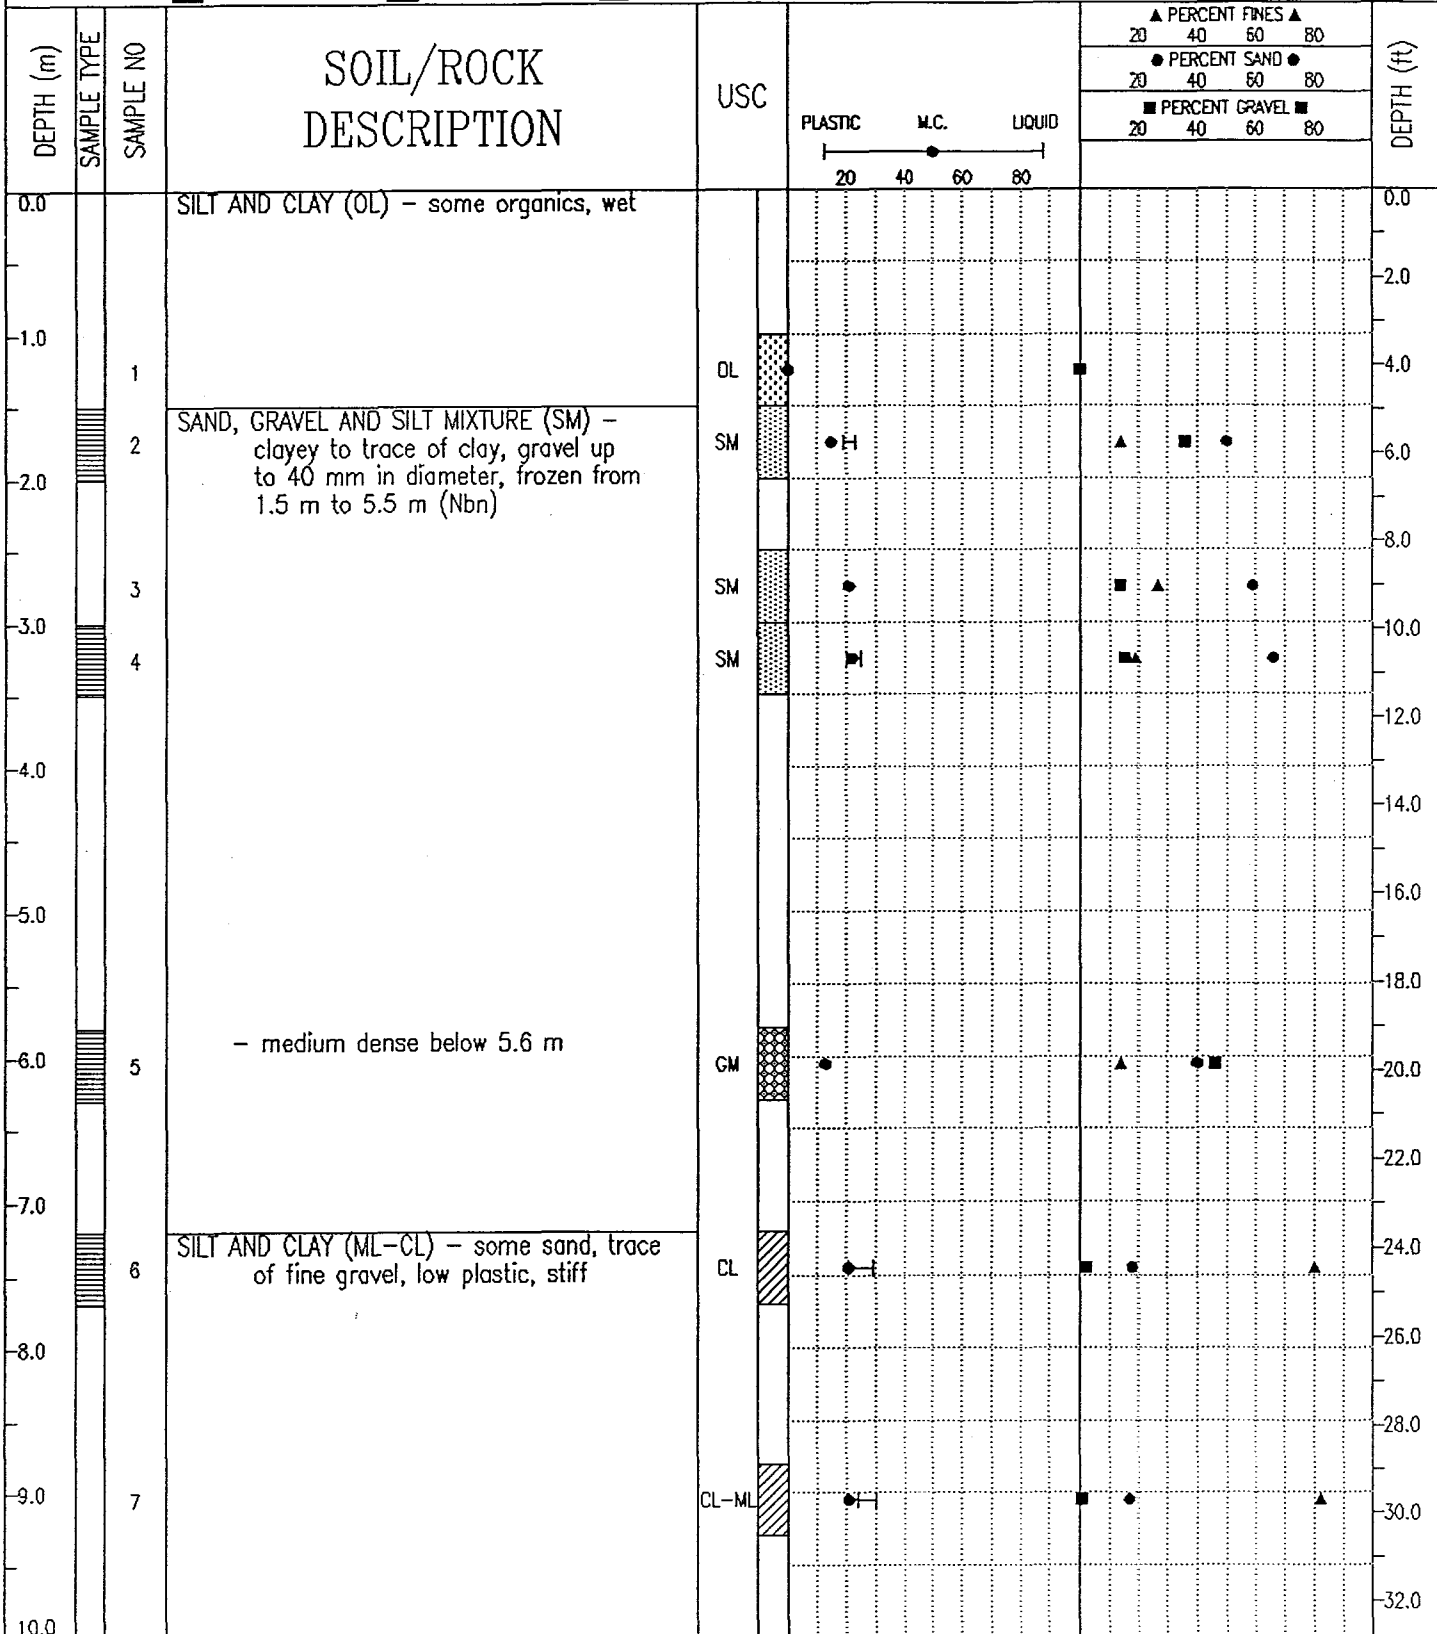 DEPTH (m)
SAMPLE TYPE
SAMPLE NO
SOIL/ROCK
DESCRIPTION
USC
PLASTIC M.C. LIQUID
20 40 60 80
▲ PERCENT FINES ▲
20 40 60 80
● PERCENT SAND ●
20 40 60 80
■ PERCENT GRAVEL ■
20 40 60 80
DEPTH (ft)
0.0 SILT AND CLAY (OL) – some organics, wet 0.0
2.0
1.0
1 OL 4.0
SAND, GRAVEL AND SILT MIXTURE (SM) –
2 clayey to trace of clay, gravel up SM 6.0
2.0 to 40 mm in diameter, frozen from
1.5 m to 5.5 m (Nbn)
8.0
3 SM
3.0 10.0
4 SM
12.0
4.0
14.0
16.0
5.0
18.0
– medium dense below 5.6 m
6.0 5 GM 20.0
22.0
7.0
SILT AND CLAY (ML–CL) – some sand, trace 24.0
6 of fine gravel, low plastic, stiff CL
8.0 26.0
28.0
9.0 7 CL–ML 30.0
32.0
10.0